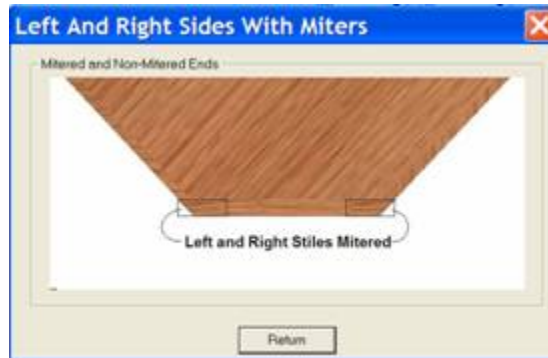 Left And Right Sides With Miters
Mitered and Non-Mitered Ends
Left and Right Stiles Mitered
Return